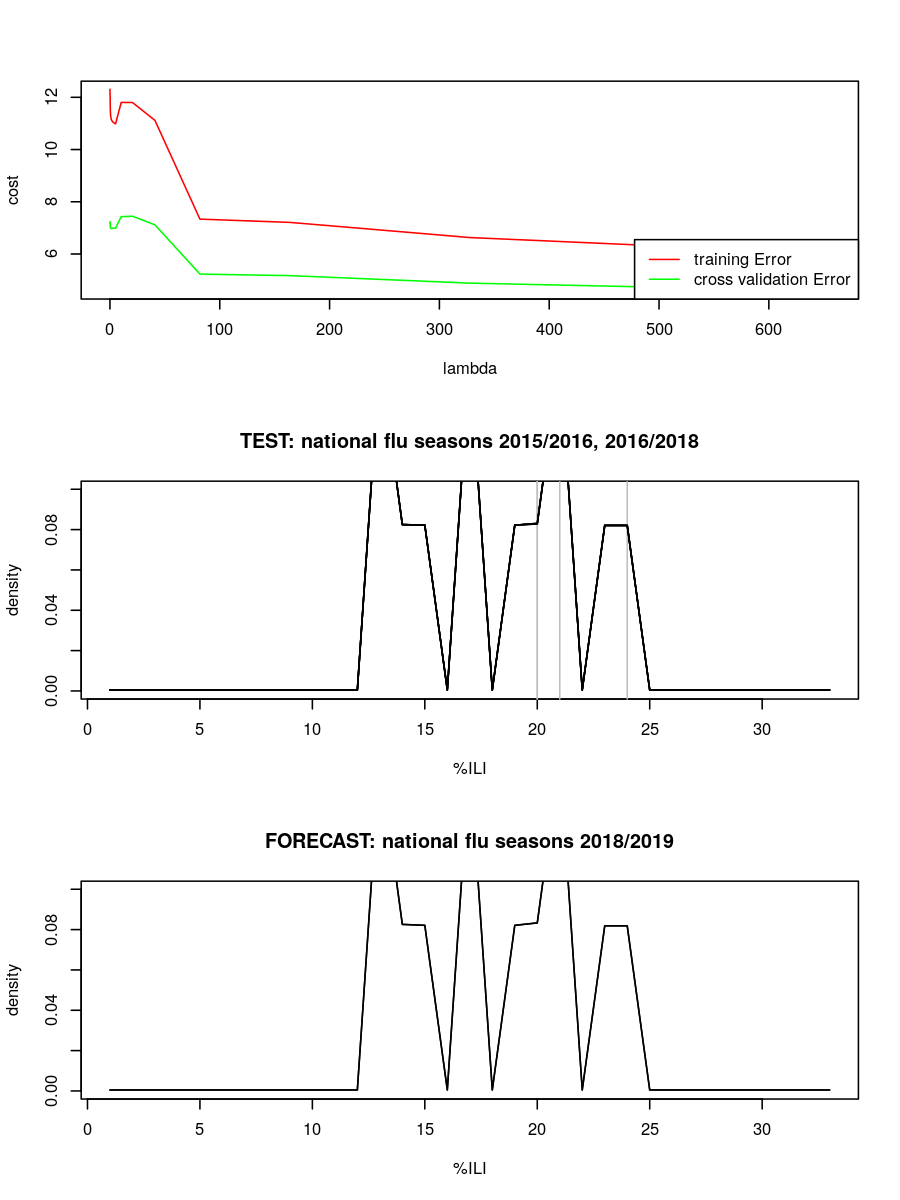 12
10
8
6
cost
training Error
cross validation Error
0 100 200 300 400 500 600
lambda
TEST: national flu seasons 2015/2016, 2016/2018
0.08
0.04
0.00
density
0 5 10 15 20 25 30
%ILI
FORECAST: national flu seasons 2018/2019
0.08
0.04
0.00
density
0 5 10 15 20 25 30
%ILI